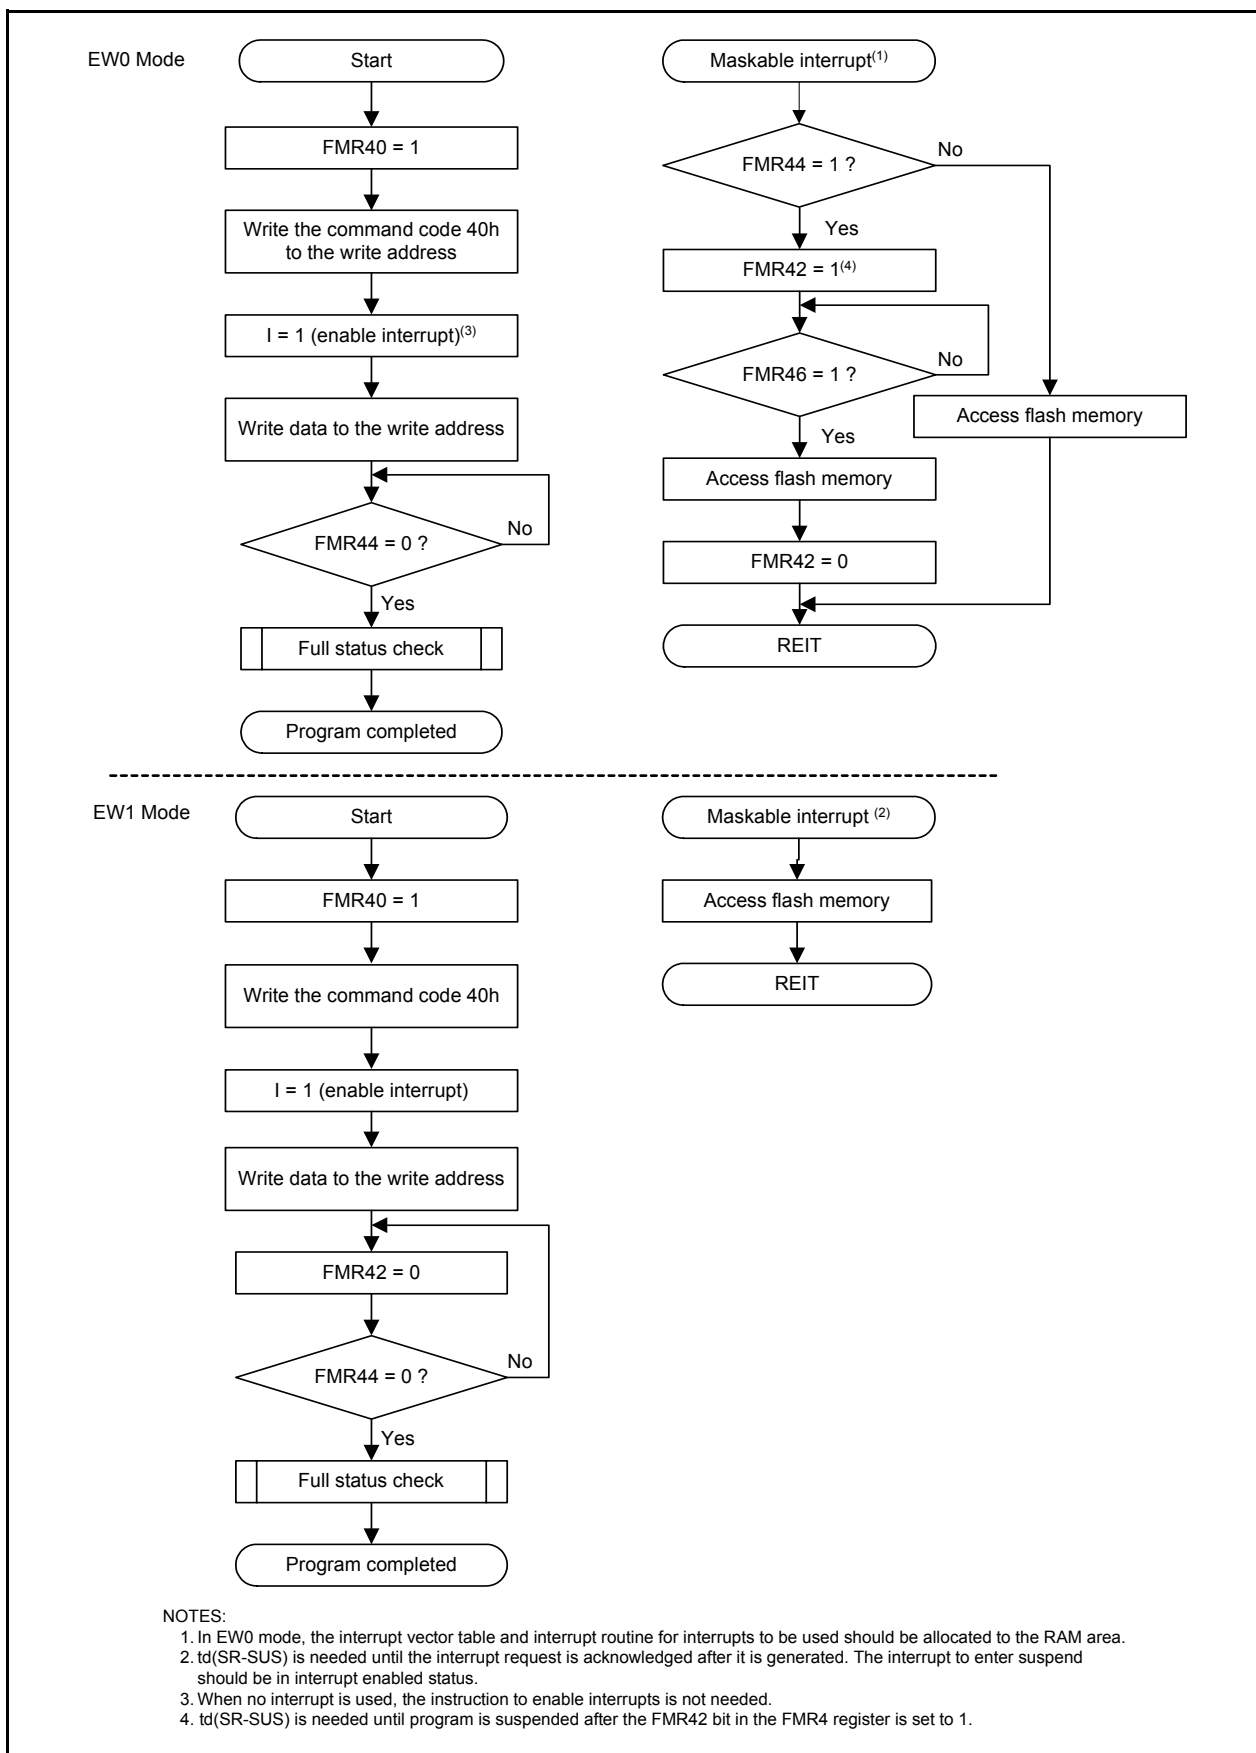 EW0 Mode
Start
FMR40 = 1
Write the command code 40h
to the write address
I = 1 (enable interrupt)(3)
Write data to the write address
FMR44 = 0 ?
No
Yes
Full status check
Program completed
Maskable interrupt(1)
FMR44 = 1 ?
No
Yes
FMR42 = 1(4)
FMR46 = 1 ?
No
Yes
Access flash memory
Access flash memory
FMR42 = 0
REIT
EW1 Mode
Start
FMR40 = 1
Write the command code 40h
I = 1 (enable interrupt)
Write data to the write address
FMR42 = 0
FMR44 = 0 ?
No
Yes
Full status check
Program completed
Maskable interrupt (2)
Access flash memory
REIT
NOTES:
1. In EW0 mode, the interrupt vector table and interrupt routine for interrupts to be used should be allocated to the RAM area.
2. td(SR-SUS) is needed until the interrupt request is acknowledged after it is generated. The interrupt to enter suspend
should be in interrupt enabled status.
3. When no interrupt is used, the instruction to enable interrupts is not needed.
4. td(SR-SUS) is needed until program is suspended after the FMR42 bit in the FMR4 register is set to 1.